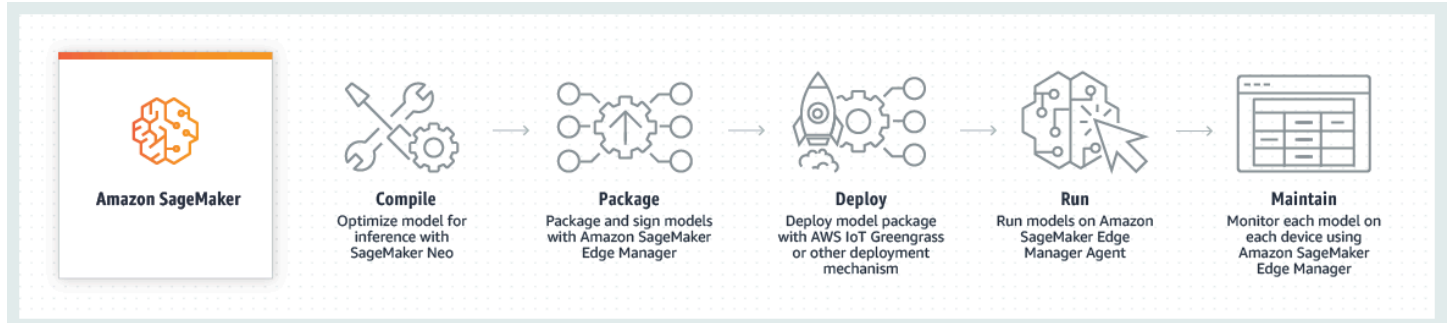 Amazon SageMaker
Compile
Optimize model for
inference with
SageMaker Neo
Package
Package and sign models
with Amazon SageMaker
Edge Manager
Deploy
Deploy model package
with AWS IoT Greengrass
or other deployment
mechanism
Run
Run models on Amazon
SageMaker Edge
Manager Agent
Maintain
Monitor each model on
each device using
Amazon SageMaker
Edge Manager